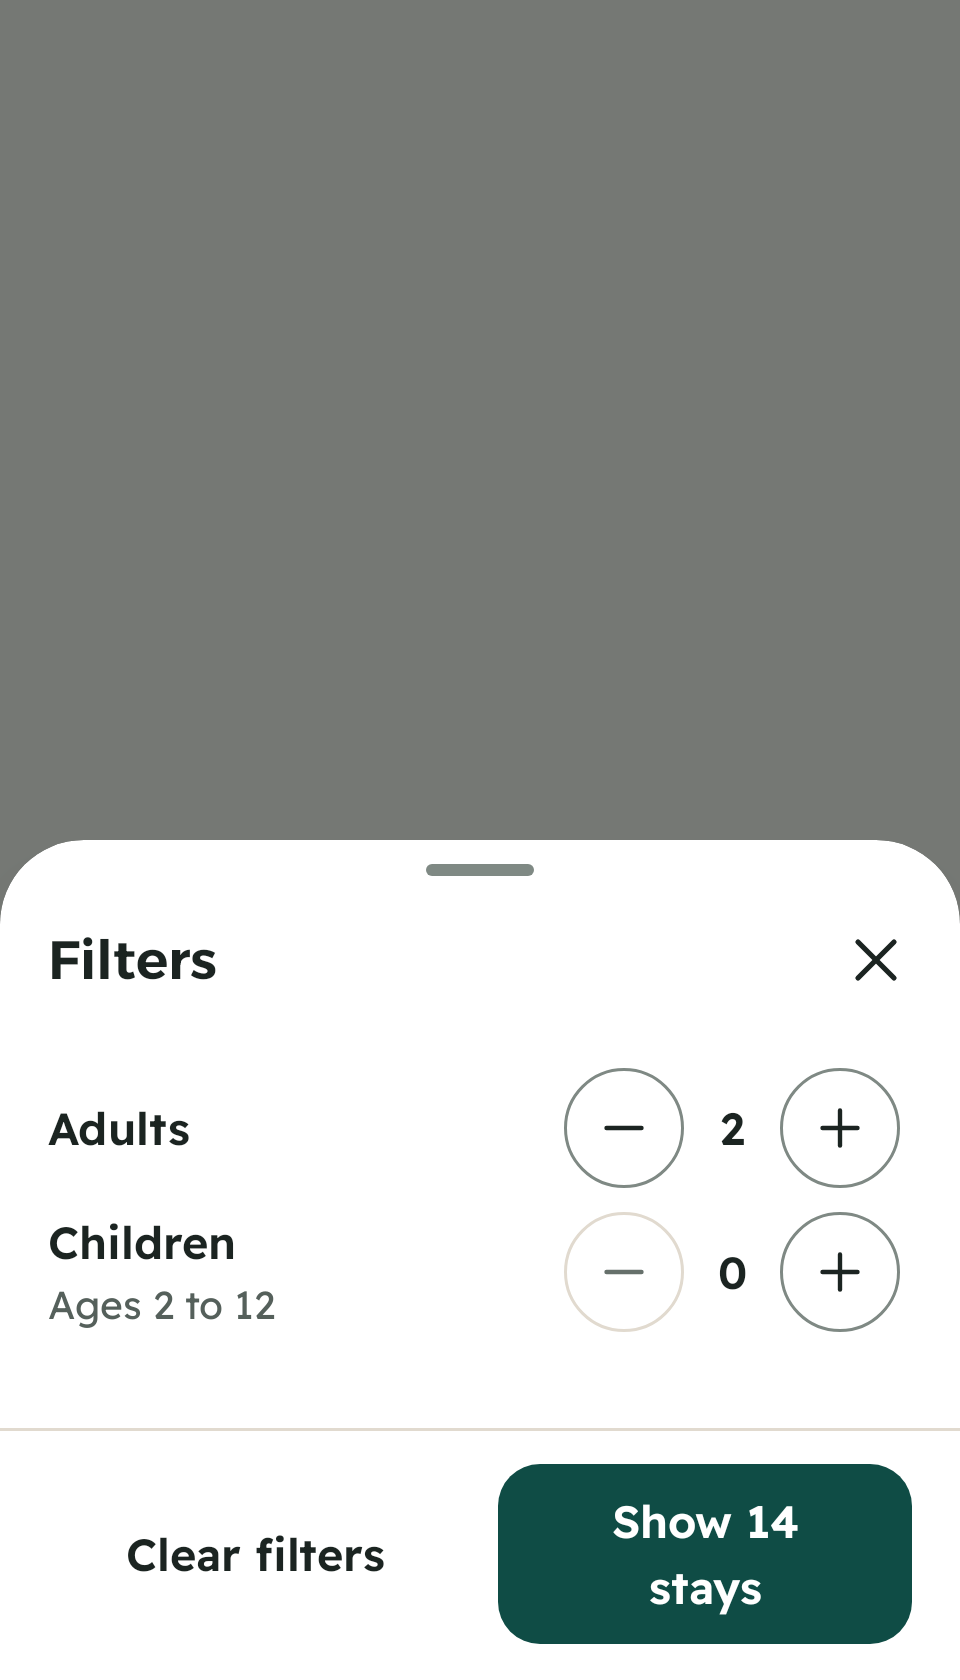 Filters
Adults
2
Children
Ages 2 to 12
0
Clear filters
Show 14
stays